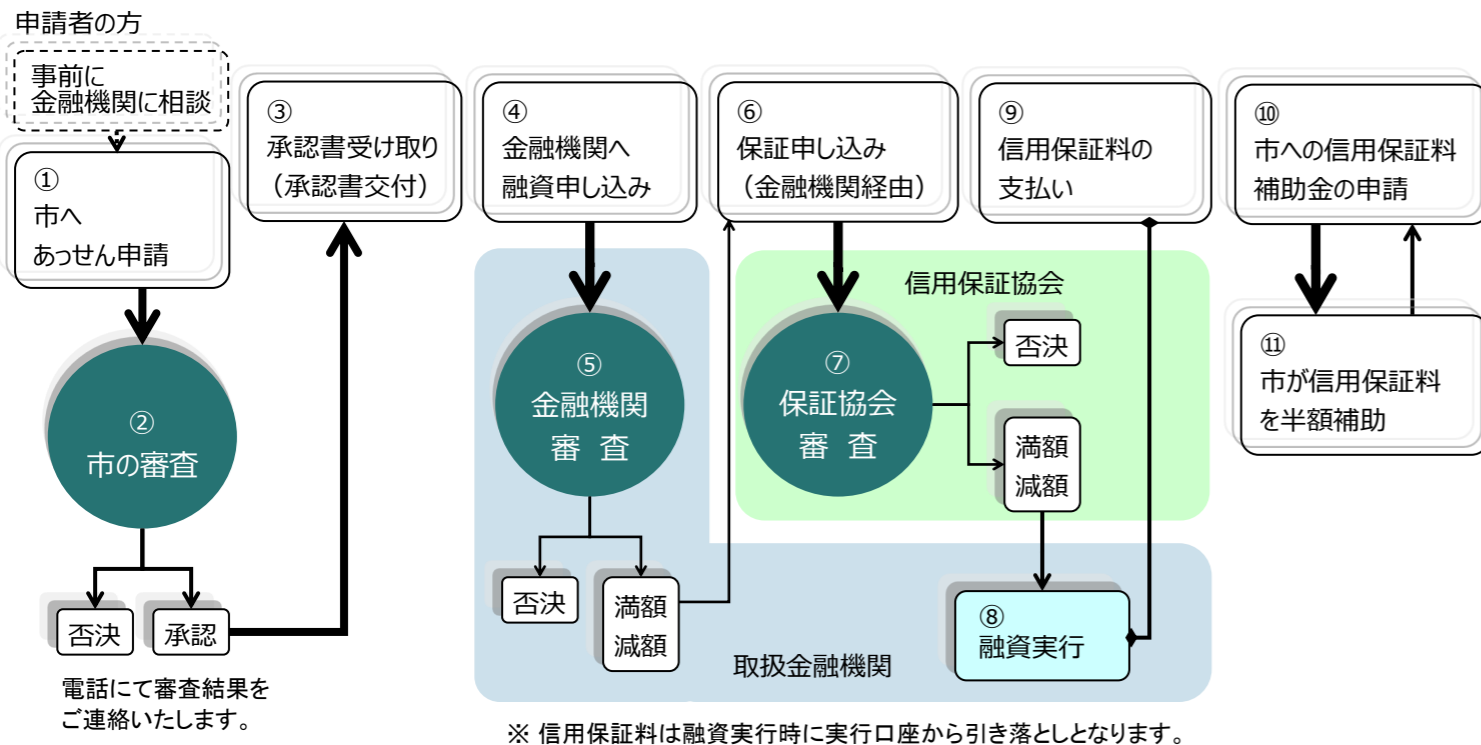 申請者の方
事前に
金融機関に相談
①
市へ
あっせん申請
②
市の審査
否決
承認
電話にて審査結果を
ご連絡いたします。
③
承認書受け取り
（承認書交付）
④
金融機関へ
融資申し込み
⑤
金融機関
審 査
否決
満額
減額
⑥
保証申し込み
（金融機関経由）
信用保証協会
⑦
保証協会
審 査
否決
満額
減額
取扱金融機関
⑧
融資実行
⑨
信用保証料の
支払い
⑩
市への信用保証料
補助金の申請
⑪
市が信用保証料
を半額補助
※ 信用保証料は融資実行時に実行口座から引き落としとなります。